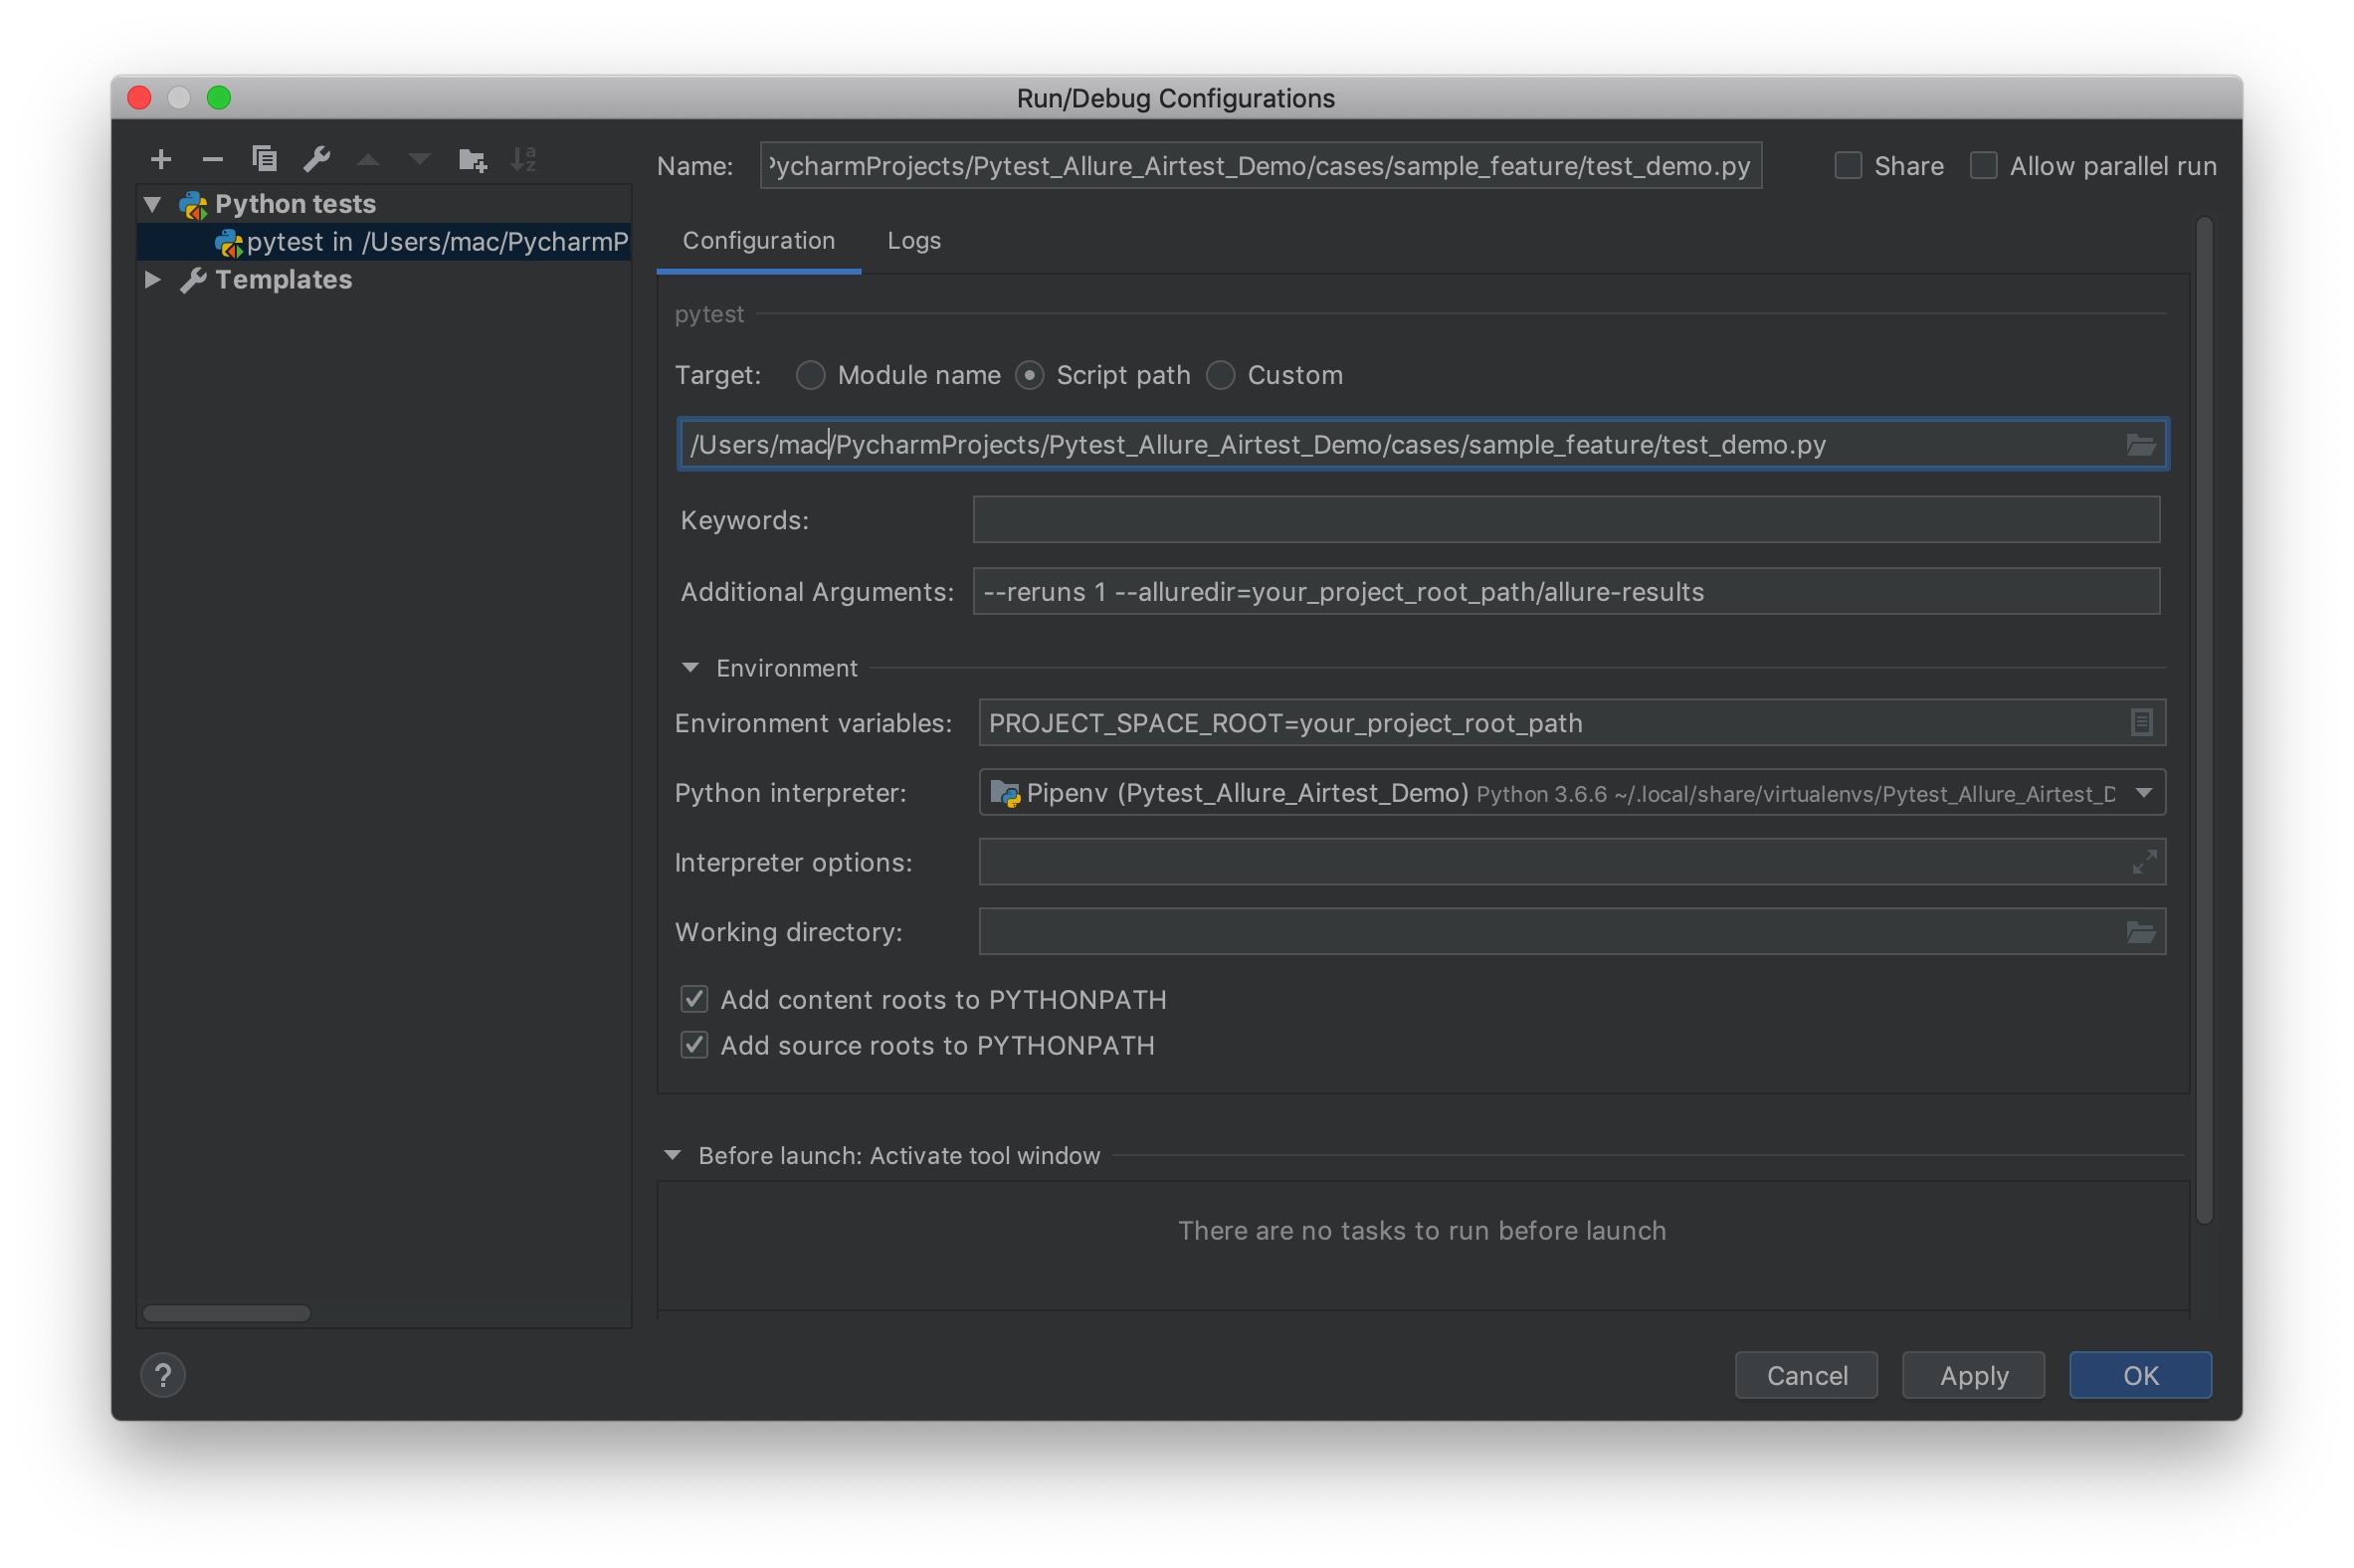 Run/Debug Configurations
Name: PycharmProjects/Pytest_Allure_Airtest_Demo/cases/sample_feature/test_demo.py Share Allow parallel run
Python tests
pytest in /Users/mac/PycharmP
Templates
Configuration Logs
pytest
Target: Module name Script path Custom
/Users/mac/PycharmProjects/Pytest_Allure_Airtest_Demo/cases/sample_feature/test_demo.py
Keywords:
Additional Arguments: --reruns 1 --alluredir=your_project_root_path/allure-results
Environment
Environment variables: PROJECT_SPACE_ROOT=your_project_root_path
Python interpreter: Pipenv (Pytest_Allure_Airtest_Demo) Python 3.6.6 ~/.local/share/virtualenvs/Pytest_Allure_Airtest_D
Interpreter options:
Working directory:
Add content roots to PYTHONPATH
Add source roots to PYTHONPATH
Before launch: Activate tool window
There are no tasks to run before launch
? Cancel Apply OK